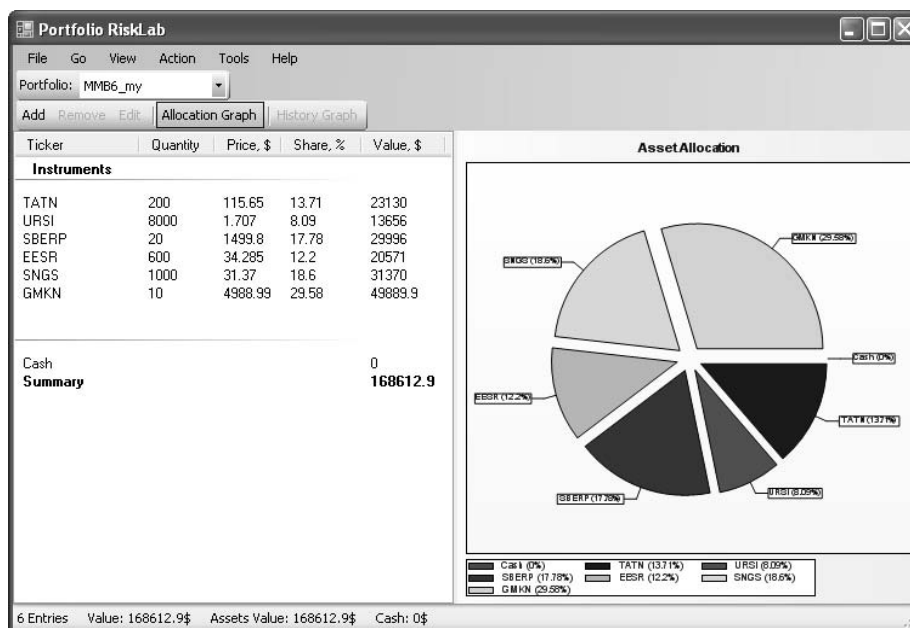 Portfolio RiskLab
File Go View Action Tools Help
Portfolio: MMB6_my
Add Remove Edit Allocation Graph History Graph
Ticker Quantity Price, $ Share, % Value, $
Instruments
TATN 200 115.65 13.71 23130
URSI 8000 1.707 8.09 13656
SBERP 20 1499.8 17.78 29996
EESR 600 34.285 12.2 20571
SNGS 1000 31.37 18.6 31370
GMKN 10 4988.99 29.58 49889.9
Cash 0
Summary 168612.9
Asset Allocation
GMKN (29.58%)
SNGS (18.6%)
Cash (0%)
EESR (12.2%)
TATN (13.71%)
URSI (8.09%)
SBERP (17.78%)
Cash (0%) TATN (13.71%) URSI (8.09%)
SBERP (17.78%) EESR (12.2%) SNGS (18.6%)
GMKN (29.58%)
6 Entries Value: 168612.9$ Assets Value: 168612.9$ Cash: 0$